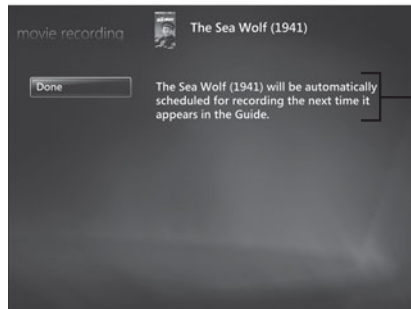 movie recording
The Sea Wolf (1941)
Done
The Sea Wolf (1941) will be automatically
scheduled for recording the next time it
appears in the Guide.